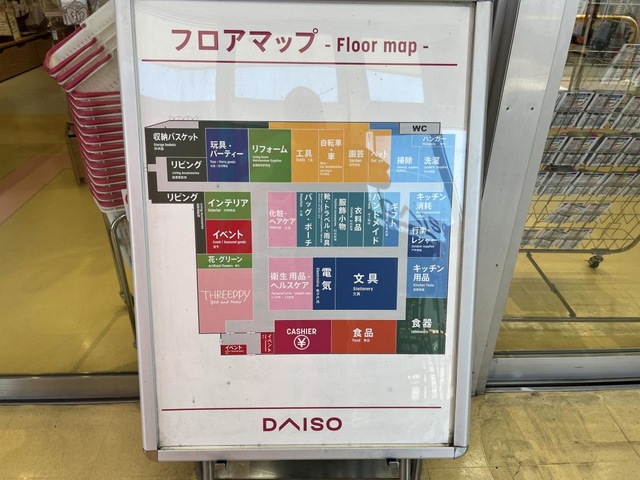 フロアマップ - Floor map -
WC
収納バスケット
玩具・
パーティー
リフォーム
工具
自転車・
車
園芸
ペット
掃除
ハンガー
洗濯
リビング
リビング
インテリア
イベント
花・グリーン
THREEPPY
化粧・
ヘアケア
バッグ・ポーチ
靴・トラベル・雨具
服飾小物
衣料品
ハンドメイド
ギフト
キッチン
消耗
行楽
レジャー
キッチン
用品
衛生用品・
ヘルスケア
電気
文具
Stationery
食器
CASHIER
食品
Food
イベント
イベント
DAISO